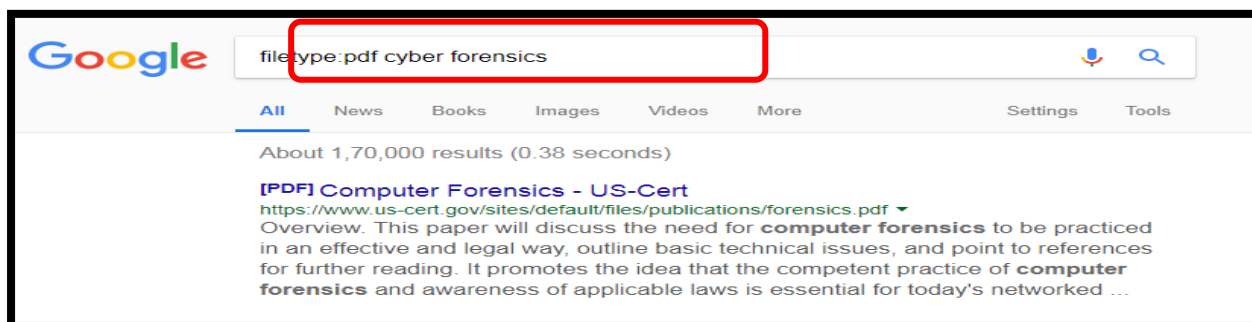 Google filetype:pdf cyber forensics
All News Books Images Videos More Settings Tools
About 1,70,000 results (0.38 seconds)
[PDF] Computer Forensics - US-Cert
https://www.us-cert.gov/sites/default/files/publications/forensics.pdf
Overview. This paper will discuss the need for computer forensics to be practiced
in an effective and legal way, outline basic technical issues, and point to references
for further reading. It promotes the idea that the competent practice of computer
forensics and awareness of applicable laws is essential for today's networked ...